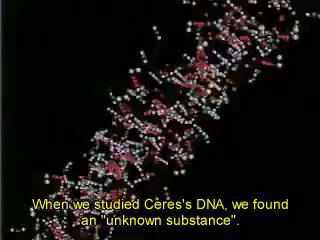 When we studied Ceres's DNA, we found
an "unknown substance".